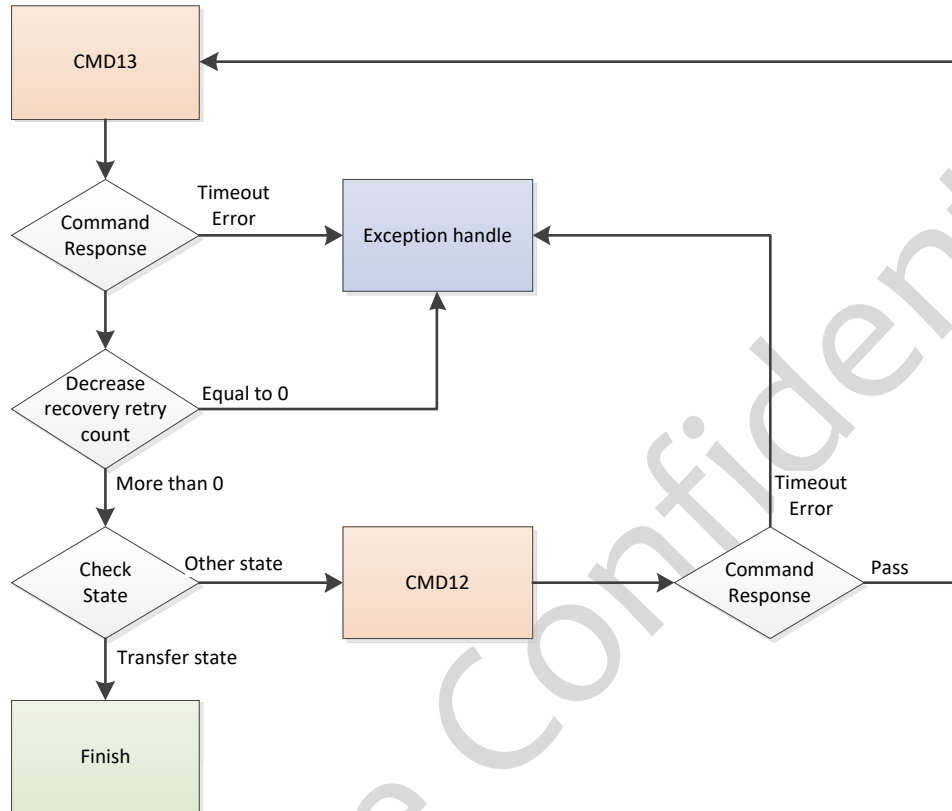 CMD13
Timeout
Error
Command
Response
Exception handle
Decrease
recovery retry
count
Equal to 0
More than 0
Timeout
Error
Check
State
Other state
CMD12
Command
Response
Pass
Transfer state
Finish